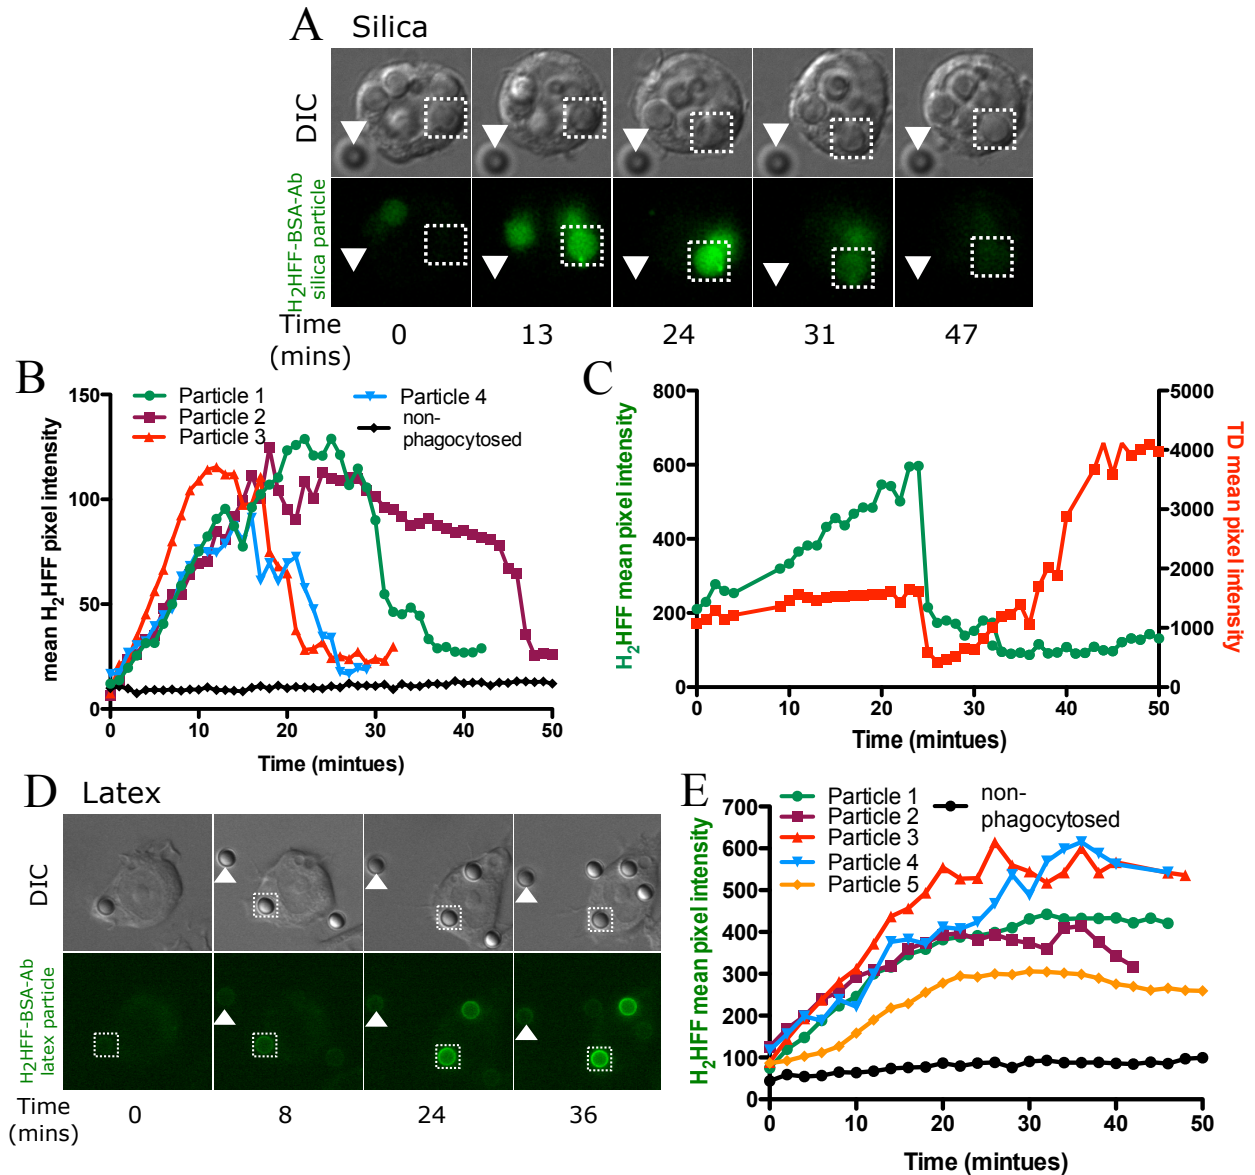 A Silica
DIC
H2HFF-BSA-Ab
silica particle
Time
(mins)
0 13 24 31 47
B
Particle 1
Particle 2
Particle 3
Particle 4
non-
phagocytosed
mean H2HFF pixel intensity
150
100
50
0
0 10 20 30 40 50
Time (mintues)
C
H2HFF mean pixel intensity
800
600
400
200
0
TD mean pixel intensity
5000
4000
3000
2000
1000
0
0 10 20 30 40 50
Time (mintues)
D Latex
DIC
H2HFF-BSA-Ab
latex particle
Time
(mins)
0 8 24 36
E
Particle 1
Particle 2
Particle 3
Particle 4
Particle 5
non-
phagocytosed
H2HFF mean pixel intensity
700
600
500
400
300
200
100
0
0 10 20 30 40 50
Time (mintues)